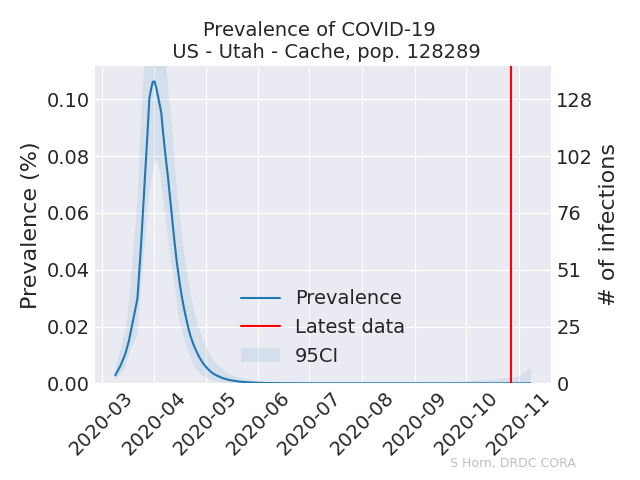 Prevalence of COVID-19
US - Utah - Cache, pop. 128289
Prevalence (%)
0.10
0.08
0.06
0.04
0.02
0.00
128
102
76
51
25
0
# of infections
Prevalence
Latest data
95CI
2020-03
2020-04
2020-05
2020-06
2020-07
2020-08
2020-09
2020-10
2020-11
S Horn, DRDC CORA